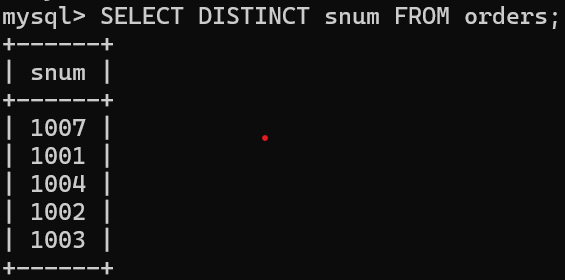 mysql> SELECT DISTINCT snum FROM orders;
+------+
| snum |
+------+
| 1007 |
| 1001 |
| 1004 |
| 1002 |
| 1003 |
+------+